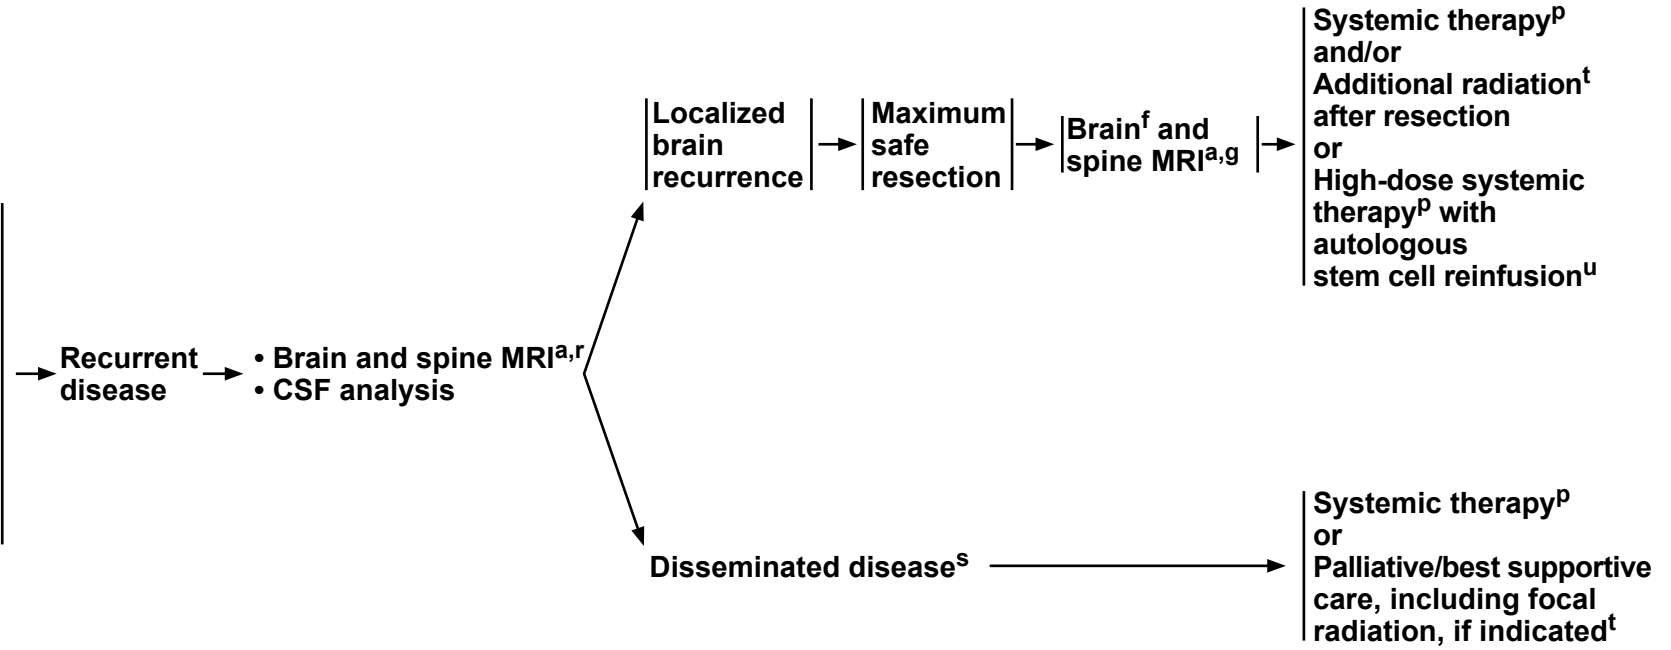 Recurrent
disease
• Brain and spine MRIa,r
• CSF analysis
Localized
brain
recurrence
Maximum
safe
resection
Brainf and
spine MRIa,g
Systemic therapyp
and/or
Additional radiationt
after resection
or
High-dose systemic
therapyp with
autologous
stem cell reinfusionu
Disseminated diseases
Systemic therapyp
or
Palliative/best supportive
care, including focal
radiation, if indicatedt